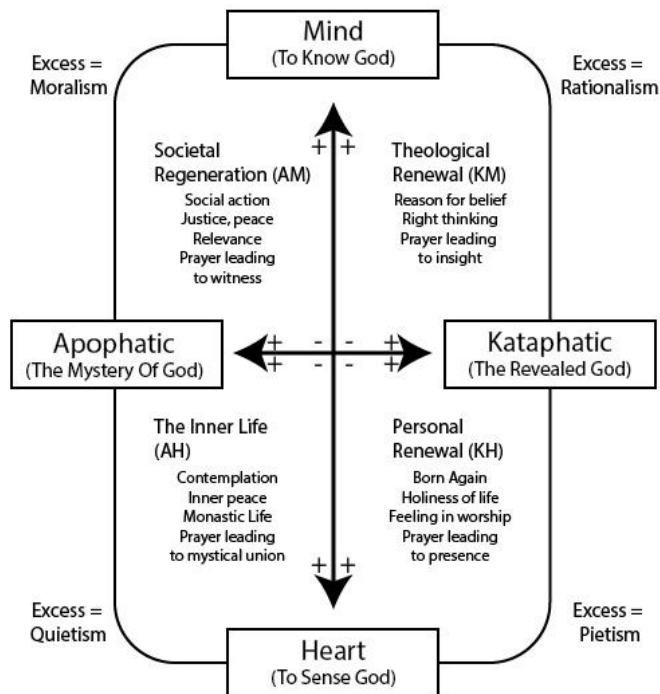 Mind
(To Know God)
Excess =
Moralism
Excess =
Rationalism
+ +
Societal
Regeneration (AM)
Social action
Justice, peace
Relevance
Prayer leading
to witness
Theological
Renewal (KM)
Reason for belief
Right thinking
Prayer leading
to insight
Apophatic
(The Mystery Of God)
+ - - +
+ - - +
Kataphatic
(The Revealed God)
The Inner Life
(AH)
Contemplation
Inner peace
Monastic Life
Prayer leading
to mystical union
Personal
Renewal (KH)
Born Again
Holiness of life
Feeling in worship
Prayer leading
to presence
+ +
Excess =
Quietism
Excess =
Pietism
Heart
(To Sense God)